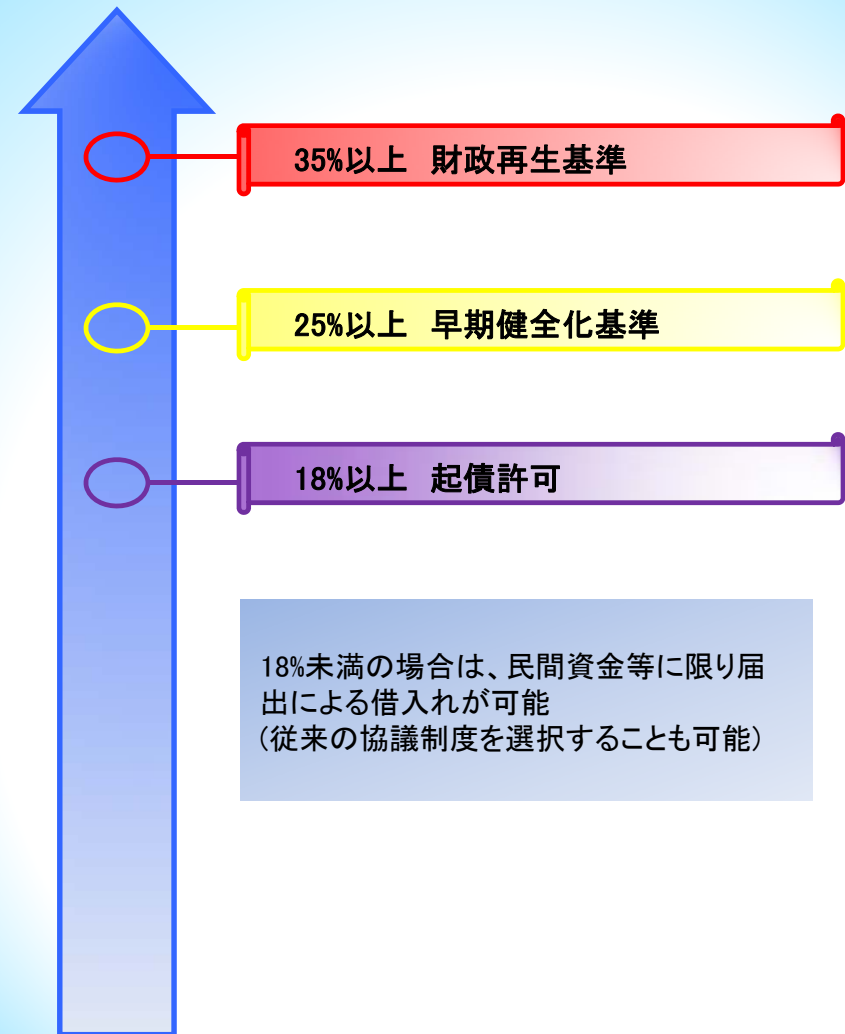 35%以上　財政再生基準
25%以上　早期健全化基準
18%以上　起債許可
18%未満の場合は、民間資金等に限り届
出による借入れが可能
（従来の協議制度を選択することも可能）